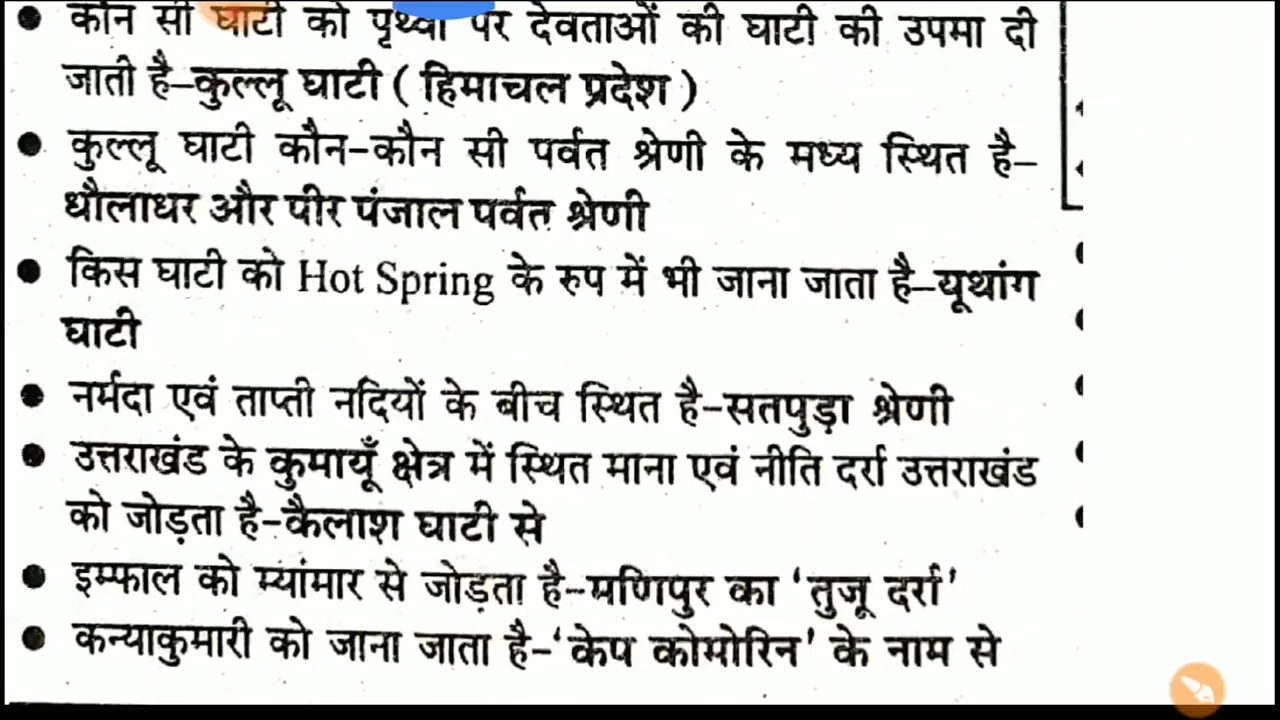 कौन सी घाटी को पृथ्वी पर देवताओं की घाटी की उपमा दी
जाती है–कुल्लू घाटी ( हिमाचल प्रदेश )
कुल्लू घाटी कौन-कौन सी पर्वत श्रेणी के मध्य स्थित है–
धौलाधर और पीर पंजाल पर्वत श्रेणी
किस घाटी को Hot Spring के रुप में भी जाना जाता है–यूथांग
घाटी
नर्मदा एवं ताप्ती नदियों के बीच स्थित है–सतपुड़ा श्रेणी
उत्तराखंड के कुमायूँ क्षेत्र में स्थित माना एवं नीति दर्रा उत्तराखंड
को जोड़ता है–कैलाश घाटी से
इम्फाल को म्यांमार से जोड़ता है–मणिपुर का 'तुजू दर्रा'
कन्याकुमारी को जाना जाता है–'केप कोमोरिन' के नाम से